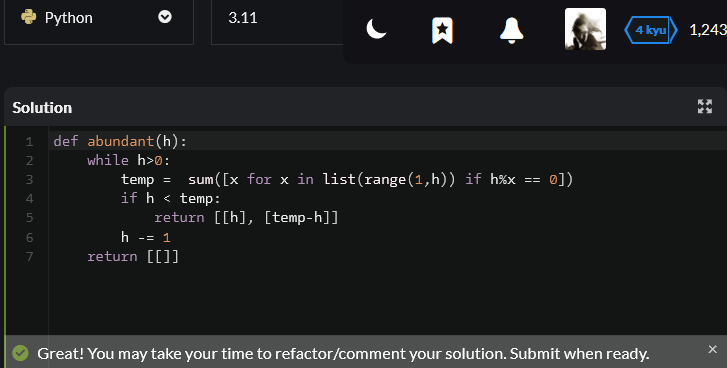 Python
3.11
4 kyu
1,243
Solution
1 def abundant(h):
2 while h>0:
3 temp =  sum([x for x in list(range(1,h)) if h%x == 0])
4 if h < temp:
5 return [[h], [temp-h]]
6 h -= 1
7 return [[]]
Great! You may take your time to refactor/comment your solution. Submit when ready.